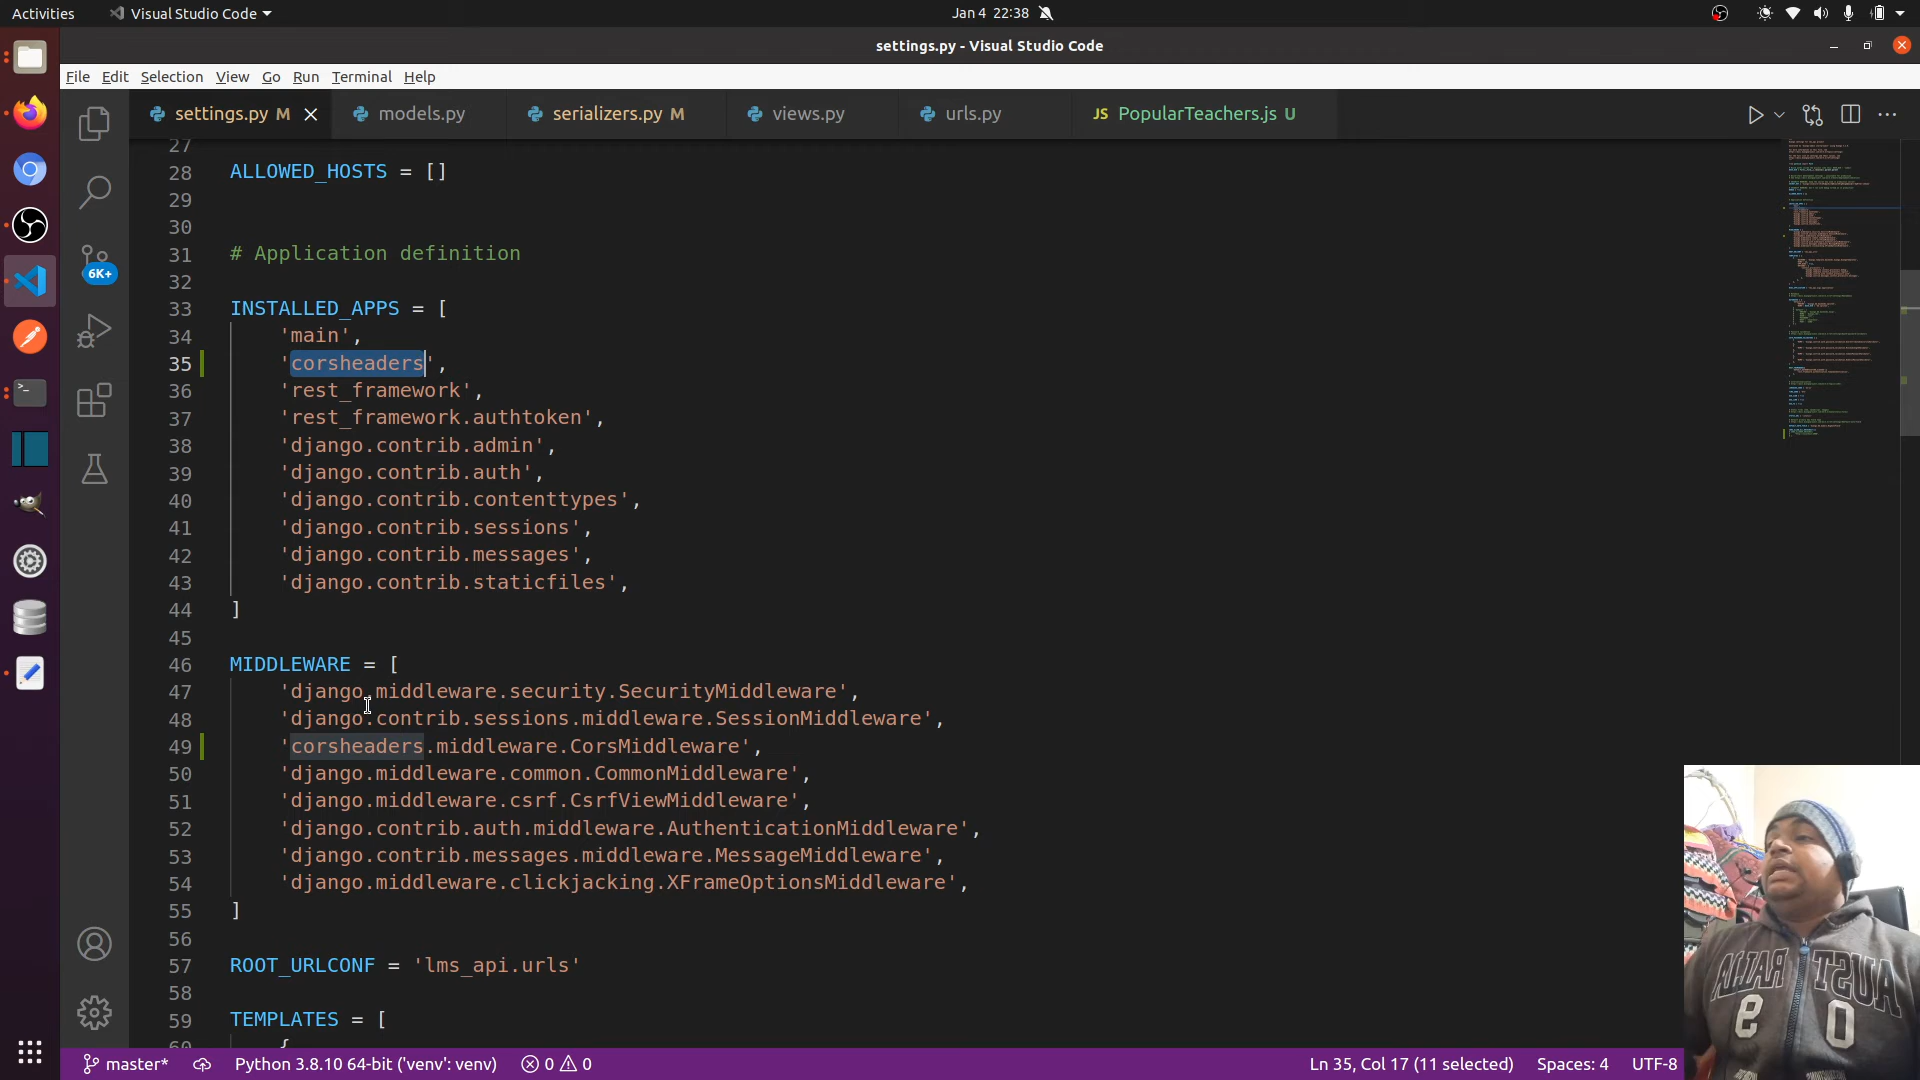 Activities Visual Studio Code Jan 4 22:38
settings.py - Visual Studio Code
File Edit Selection View Go Run Terminal Help
settings.py M models.py serializers.py M views.py urls.py JS PopularTeachers.js U
27
28 ALLOWED_HOSTS = []
29
30
31 # Application definition
32
33 INSTALLED_APPS = [
34 'main',
35 'corsheaders',
36 'rest_framework',
37 'rest_framework.authtoken',
38 'django.contrib.admin',
39 'django.contrib.auth',
40 'django.contrib.contenttypes',
41 'django.contrib.sessions',
42 'django.contrib.messages',
43 'django.contrib.staticfiles',
44 ]
45
46 MIDDLEWARE = [
47 'django.middleware.security.SecurityMiddleware',
48 'django.contrib.sessions.middleware.SessionMiddleware',
49 'corsheaders.middleware.CorsMiddleware',
50 'django.middleware.common.CommonMiddleware',
51 'django.middleware.csrf.CsrfViewMiddleware',
52 'django.contrib.auth.middleware.AuthenticationMiddleware',
53 'django.contrib.messages.middleware.MessageMiddleware',
54 'django.middleware.clickjacking.XFrameOptionsMiddleware',
55 ]
56
57 ROOT_URLCONF = 'lms_api.urls'
58
59 TEMPLATES = [
60 {
6K+
master* Python 3.8.10 64-bit ('venv': venv) 0 0 Ln 35, Col 17 (11 selected) Spaces: 4 UTF-8